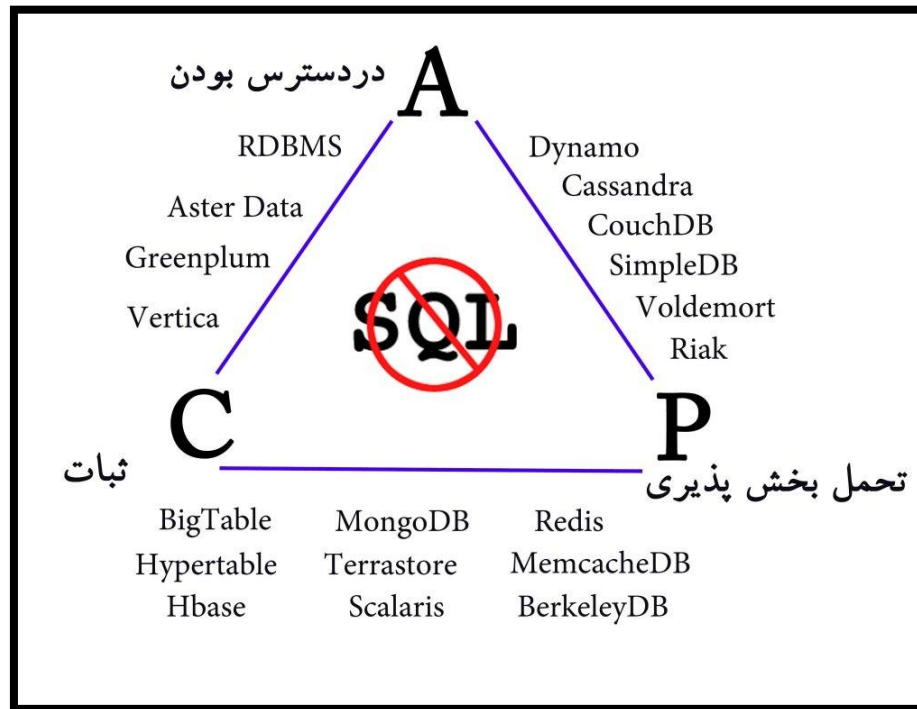 دردسترس بودن
A
RDBMS
Aster Data
Greenplum
Vertica
Dynamo
Cassandra
CouchDB
SimpleDB
Voldemort
Riak
SQL
C
ثبات
P
تحمل بخش پذیری
BigTable MongoDB Redis
Hypertable Terrastore MemcacheDB
Hbase Scalaris BerkeleyDB